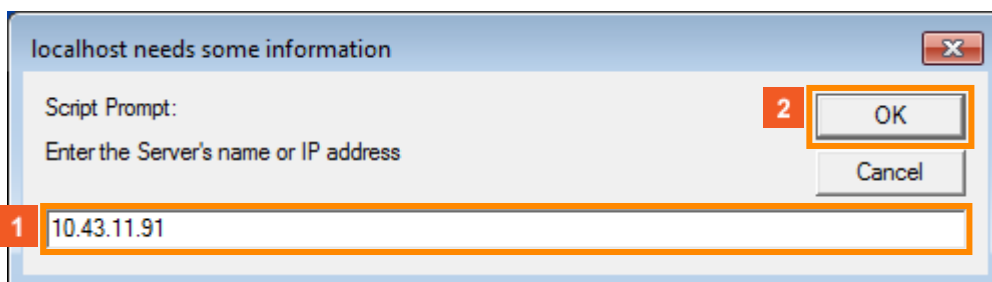 localhost needs some information
Script Prompt:
2
OK
Enter the Server's name or IP address
Cancel
1
10.43.11.91